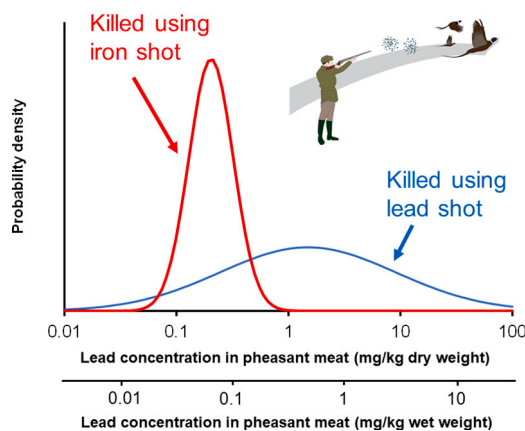 Killed using
iron shot
Killed using
lead shot
Probability density
0.01 0.1 1 10 100
Lead concentration in pheasant meat (mg/kg dry weight)
0.01 0.1 1 10
Lead concentration in pheasant meat (mg/kg wet weight)